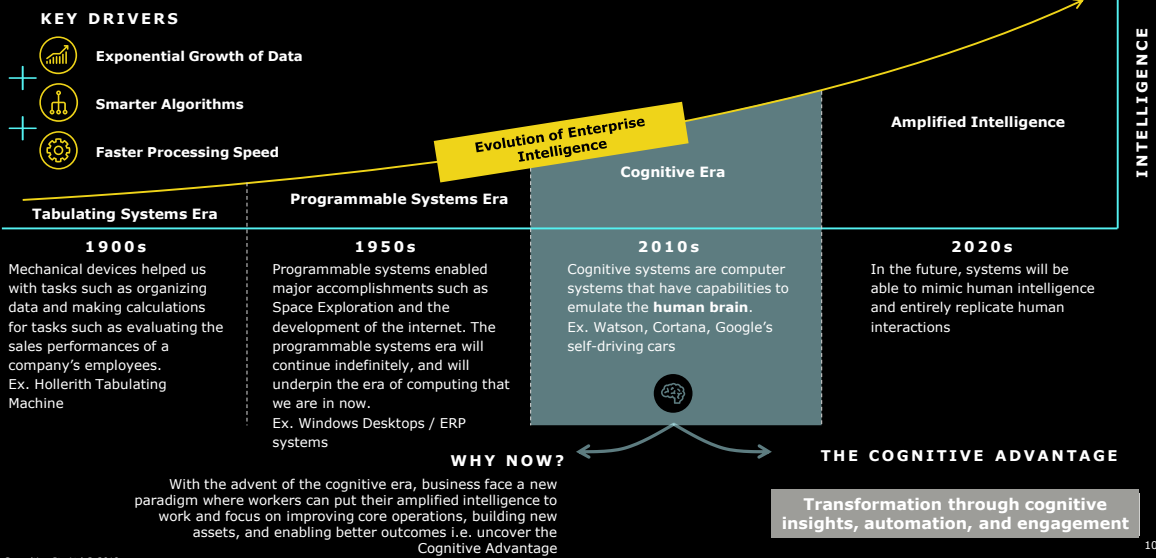 KEY DRIVERS
Exponential Growth of Data
Smarter Algorithms
Faster Processing Speed
Evolution of Enterprise
Intelligence
INTELLIGENCE
Tabulating Systems Era
Programmable Systems Era
Cognitive Era
Amplified Intelligence
1900s
Mechanical devices helped us
with tasks such as organizing
data and making calculations
for tasks such as evaluating the
sales performances of a
company’s employees.
Ex. Hollerith Tabulating
Machine
1950s
Programmable systems enabled
major accomplishments such as
Space Exploration and the
development of the internet. The
programmable systems era will
continue indefinitely, and will
underpin the era of computing that
we are in now.
Ex. Windows Desktops / ERP
systems
2010s
Cognitive systems are computer
systems that have capabilities to
emulate the human brain.
Ex. Watson, Cortana, Google’s
self-driving cars
2020s
In the future, systems will be
able to mimic human intelligence
and entirely replicate human
interactions
WHY NOW?
With the advent of the cognitive era, business face a new
paradigm where workers can put their amplified intelligence to
work and focus on improving core operations, building new
assets, and enabling better outcomes i.e. uncover the
Cognitive Advantage
THE COGNITIVE ADVANTAGE
Transformation through cognitive
insights, automation, and engagement
10